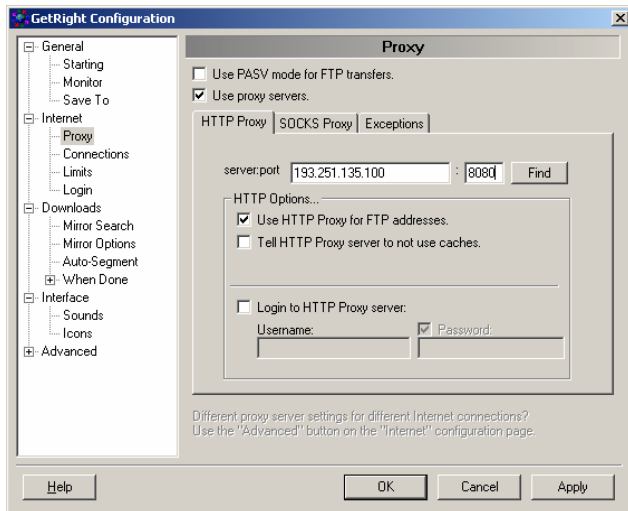 GetRight Configuration
General
Starting
Monitor
Save To
Internet
Proxy
Connections
Limits
Login
Downloads
Mirror Search
Mirror Options
Auto-Segment
When Done
Interface
Sounds
Icons
Advanced
Proxy
Use PASV mode for FTP transfers.
Use proxy servers.
HTTP Proxy SOCKS Proxy Exceptions
server:port 193.251.135.100 : 8080 Find
HTTP Options...
Use HTTP Proxy for FTP addresses.
Tell HTTP Proxy server to not use caches.
Login to HTTP Proxy server:
Username: Password:
Different proxy server settings for different Internet connections?
Use the "Advanced" button on the "Internet" configuration page.
Help OK Cancel Apply